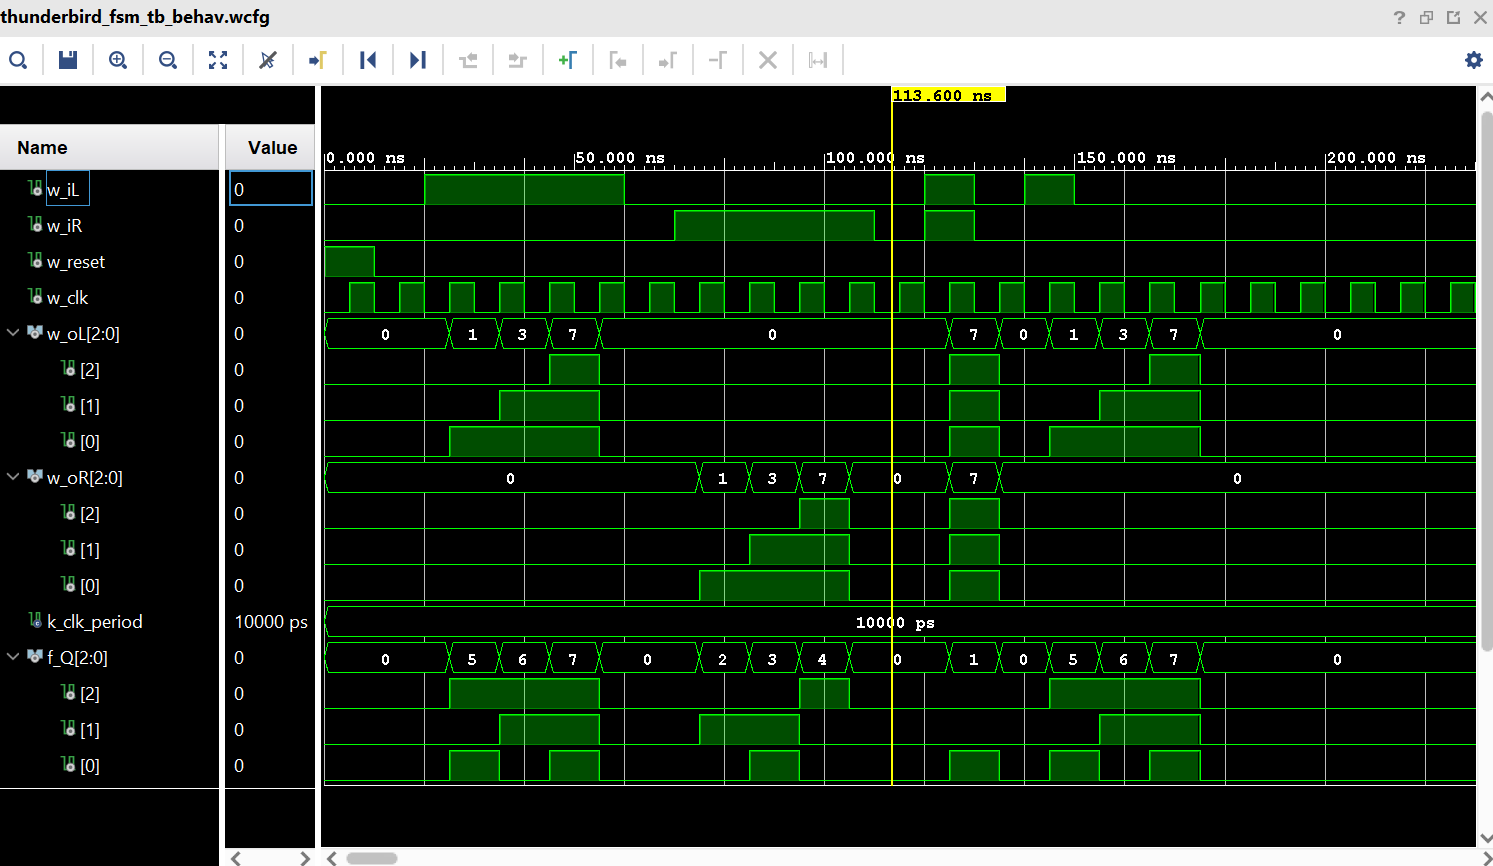 thunderbird_fsm_tb_behav.wcfg
?
113.600 ns
Name Value 0.000 ns 50.000 ns 100.000 ns 150.000 ns 200.000 ns
w_iL 0
w_iR 0
w_reset 0
w_clk 0
w_oL[2:0] 0 0 1 3 7 0 7 0 1 3 7 0
[2] 0
[1] 0
[0] 0
w_oR[2:0] 0 0 1 3 7 0 7 0
[2] 0
[1] 0
[0] 0
k_clk_period 10000 ps 10000 ps
f_Q[2:0] 0 0 5 6 7 0 2 3 4 0 1 0 5 6 7 0
[2] 0
[1] 0
[0] 0